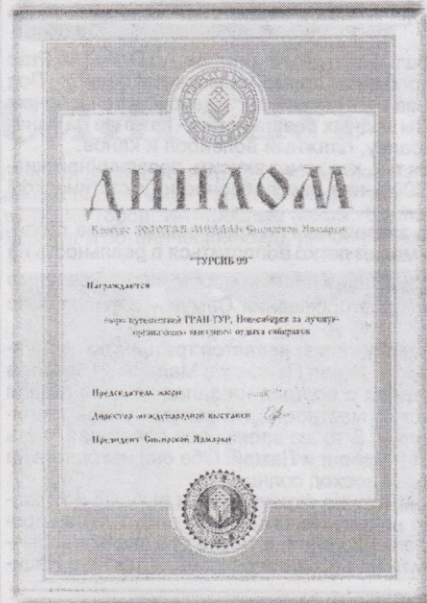 ДИПЛОМ
Конкурс ЗОЛОТАЯ МЕДАЛЬ Сибирской Ярмарки
"ТУРСИБ 99"
Награждается
бюро путешествий ГРАН-ТУР, Новосибирск за лучшую
организацию выездного отдыха сибиряков
Председатель жюри
Директор международной выставки
Президент Сибирской Ярмарки